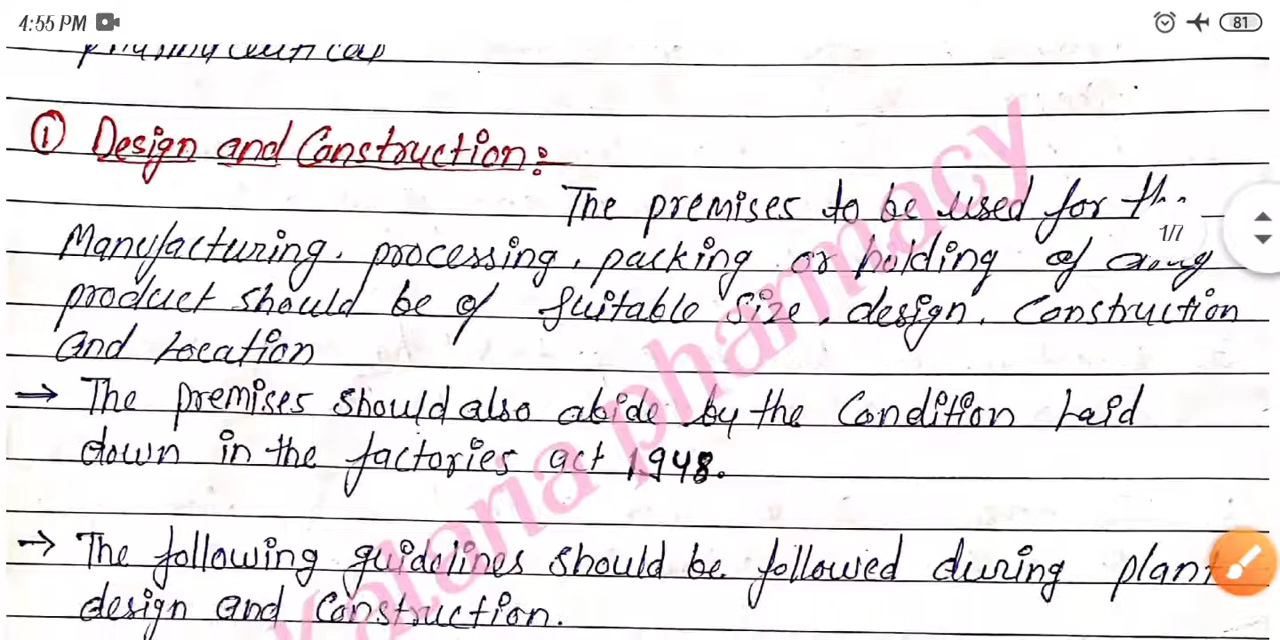 4:55 PM
81
① Design and Construction :-
The premises to be used for
1/7
Manufacturing, processing, packing or holding of
product should be of suitable size, design, Construction
and Location
→ The premises should also abide by the Condition Laid
down in the factories act 1948.
→ The following guidelines should be followed during plant
design and Construction.
pharmacy